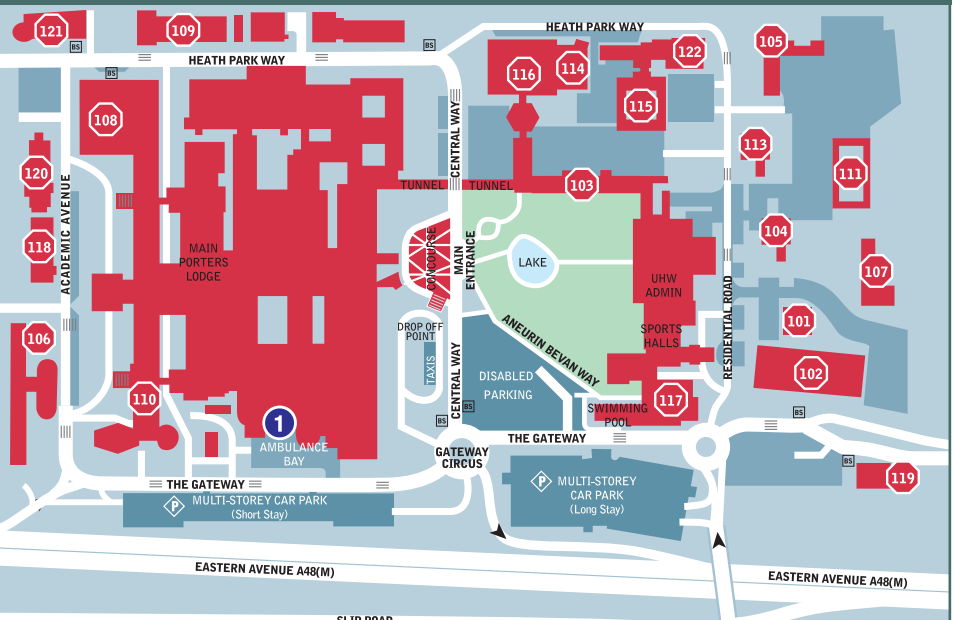 121
BS
109
BS
HEATH PARK WAY
HEATH PARK WAY
BS
108
116
114
122
105
115
CENTRAL WAY
113
120
TUNNEL
TUNNEL
103
111
ACADEMIC AVENUE
118
MAIN
PORTERS
LODGE
CONCOURSE
MAIN
ENTRANCE
LAKE
104
UHW
ADMIN
107
RESIDENTIAL ROAD
106
DROP OFF
POINT
TAXIS
CENTRAL WAY
ANEURIN BEVAN WAY
SPORTS
HALLS
101
102
DISABLED
PARKING
110
1
AMBULANCE
BAY
BS
BS
SWIMMING
POOL
117
BS
THE GATEWAY
GATEWAY
CIRCUS
BS
119
THE GATEWAY
P
MULTI-STOREY CAR PARK
(Short Stay)
P
MULTI-STOREY
CAR PARK
(Long Stay)
EASTERN AVENUE A48(M)
EASTERN AVENUE A48(M)
SLIP ROAD